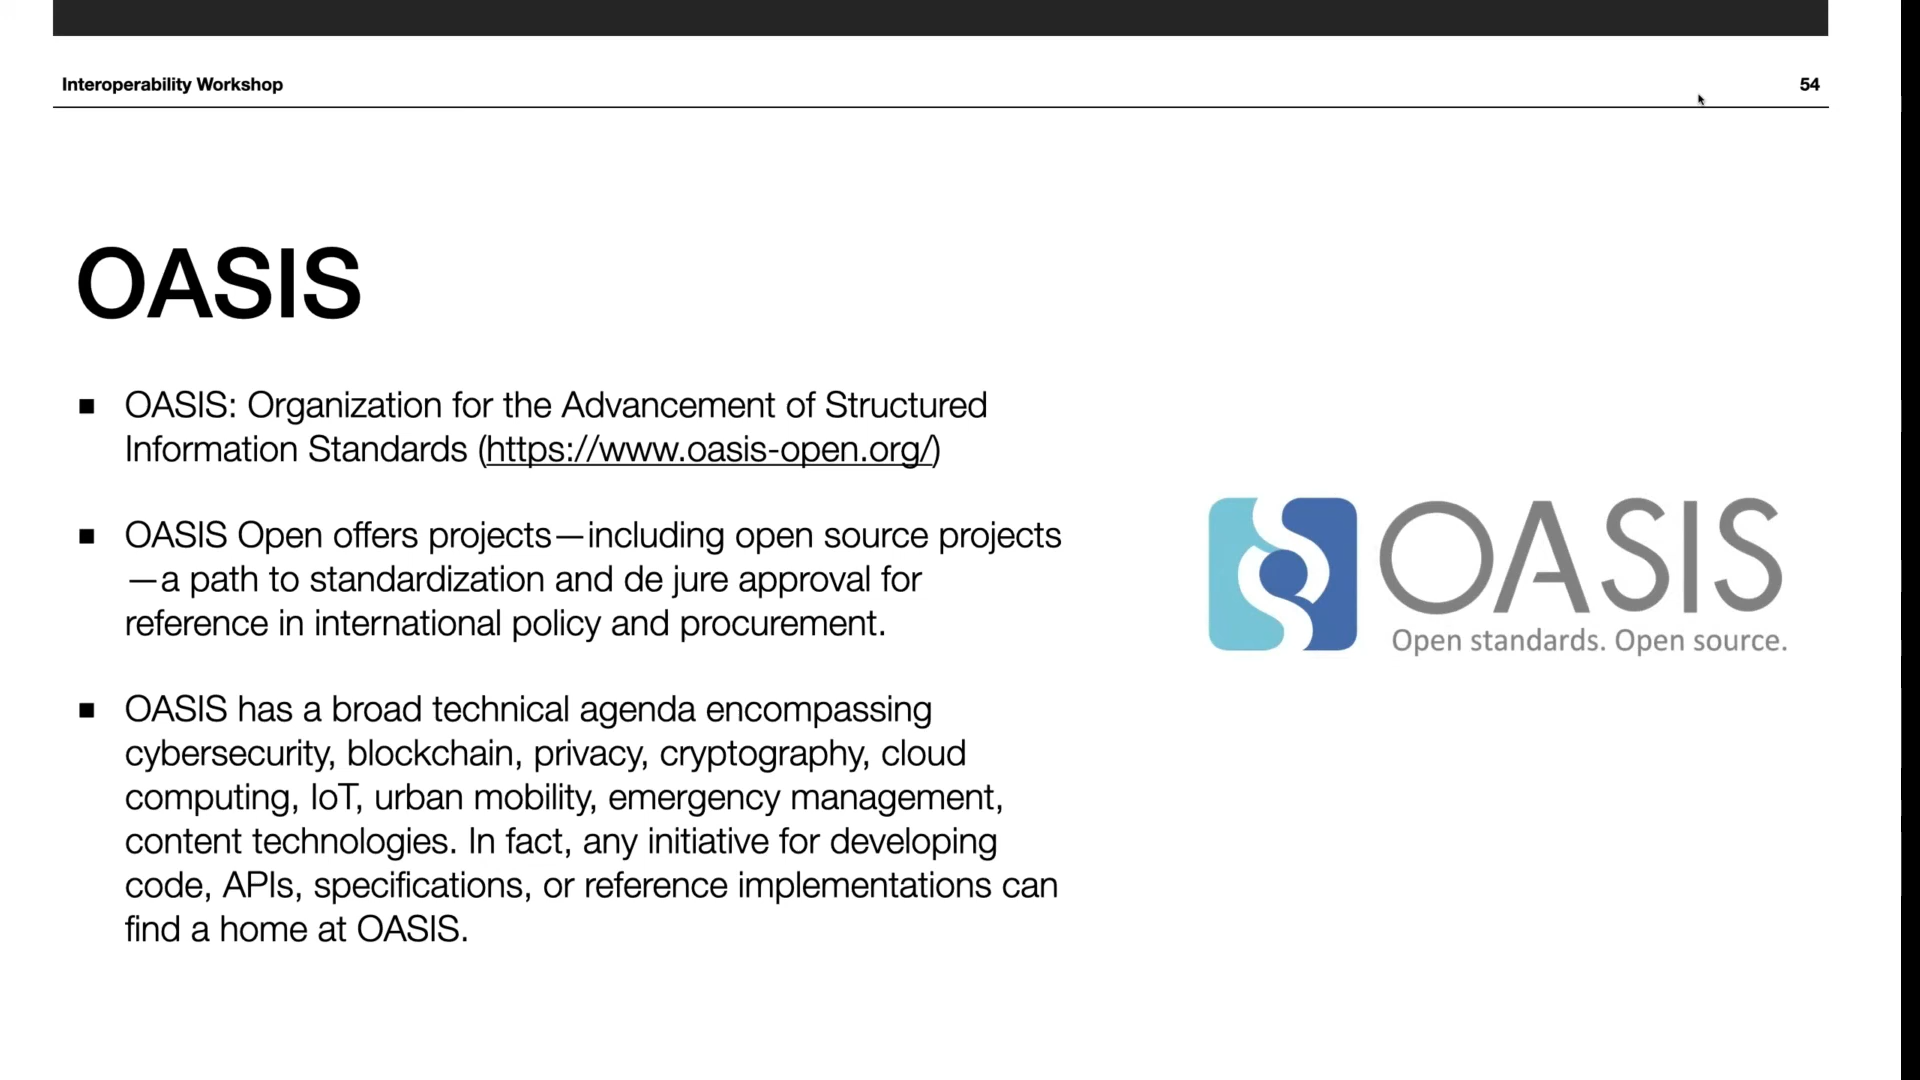 Interoperability Workshop
54
OASIS
■ OASIS: Organization for the Advancement of Structured
Information Standards (https://www.oasis-open.org/)
■ OASIS Open offers projects—including open source projects
—a path to standardization and de jure approval for
reference in international policy and procurement.
■ OASIS has a broad technical agenda encompassing
cybersecurity, blockchain, privacy, cryptography, cloud
computing, IoT, urban mobility, emergency management,
content technologies. In fact, any initiative for developing
code, APIs, specifications, or reference implementations can
find a home at OASIS.
OASIS
Open standards. Open source.